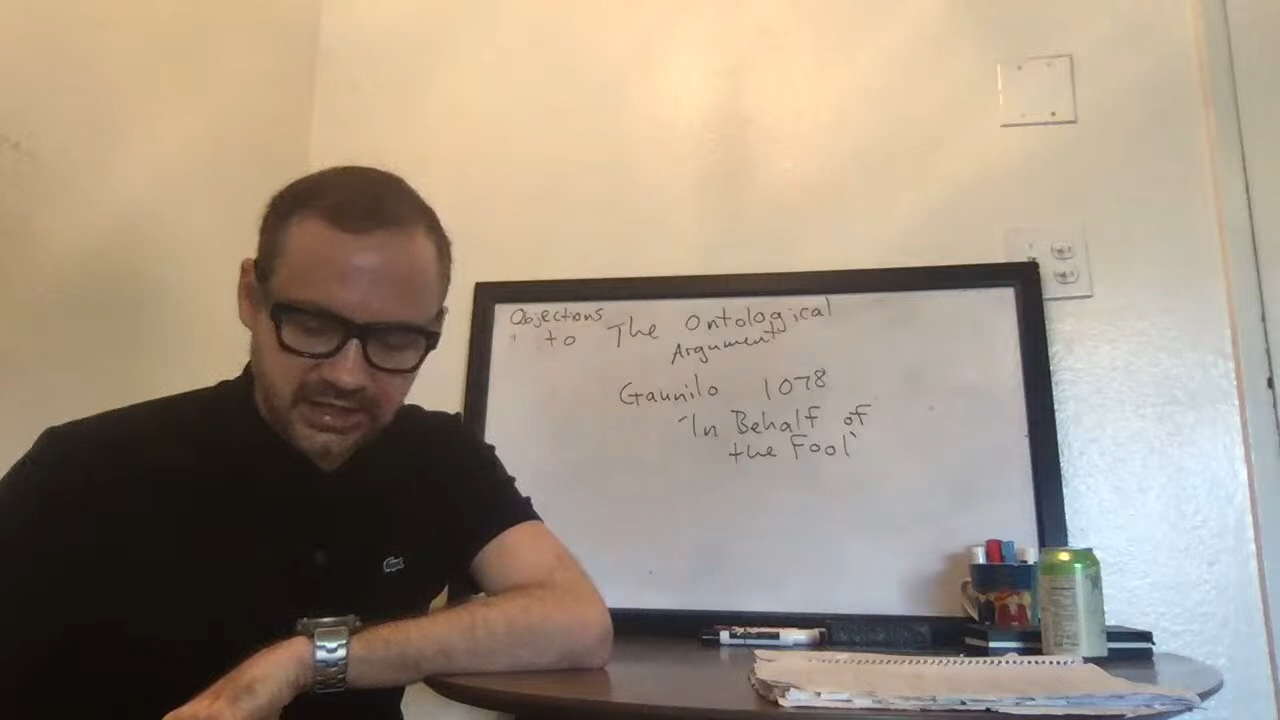 Objections
to The Ontological
Argument
Gaunilo 1078
"In Behalf of
the Fool"